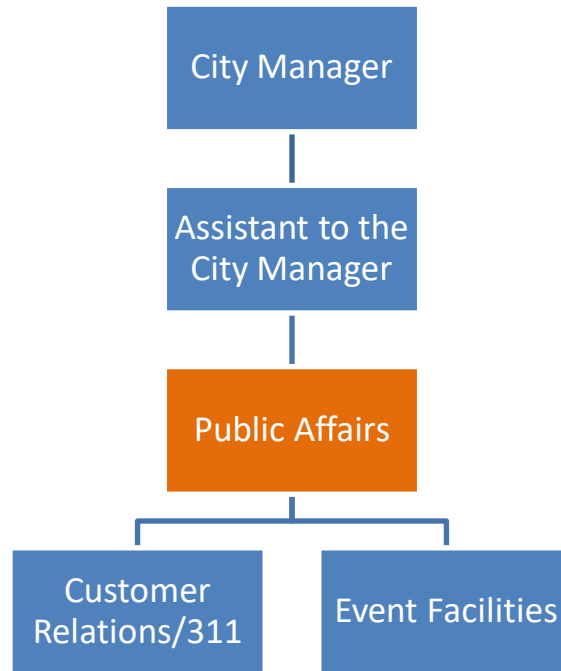 City Manager
Assistant to the
City Manager
Public Affairs
Customer
Relations/311
Event Facilities